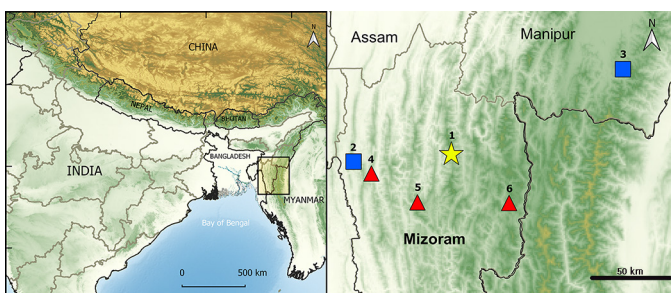 N
CHINA
NEPAL
BHUTAN
BANGLADESH
INDIA
MYANMAR
Bay of Bengal
0 500 km
Assam
Manipur
N
3
1
2
4
5
6
Mizoram
50 km